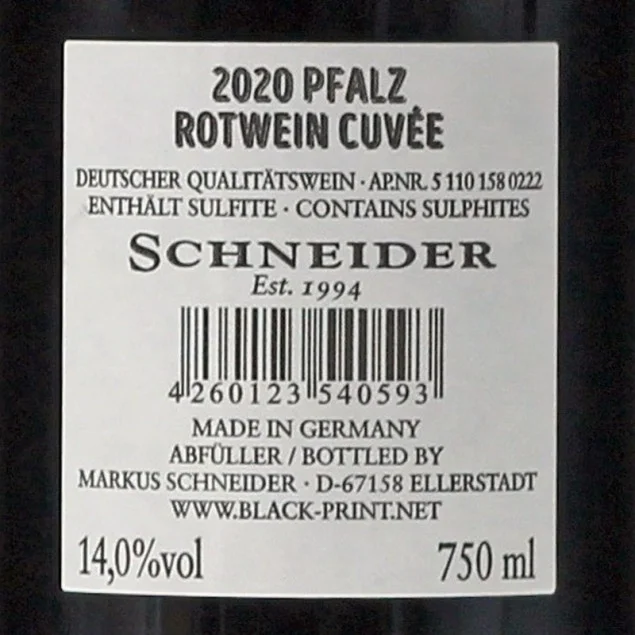 2020 PFALZ
ROTWEIN CUVÉE
DEUTSCHER QUALITÄTSWEIN · AP.NR. 5 110 158 0222
ENTHÄLT SULFITE · CONTAINS SULPHITES
SCHNEIDER
Est. 1994
4 260123 540593
MADE IN GERMANY
ABFÜLLER / BOTTLED BY
MARKUS SCHNEIDER · D-67158 ELLERSTADT
WWW.BLACK-PRINT.NET
14,0%vol 750 ml